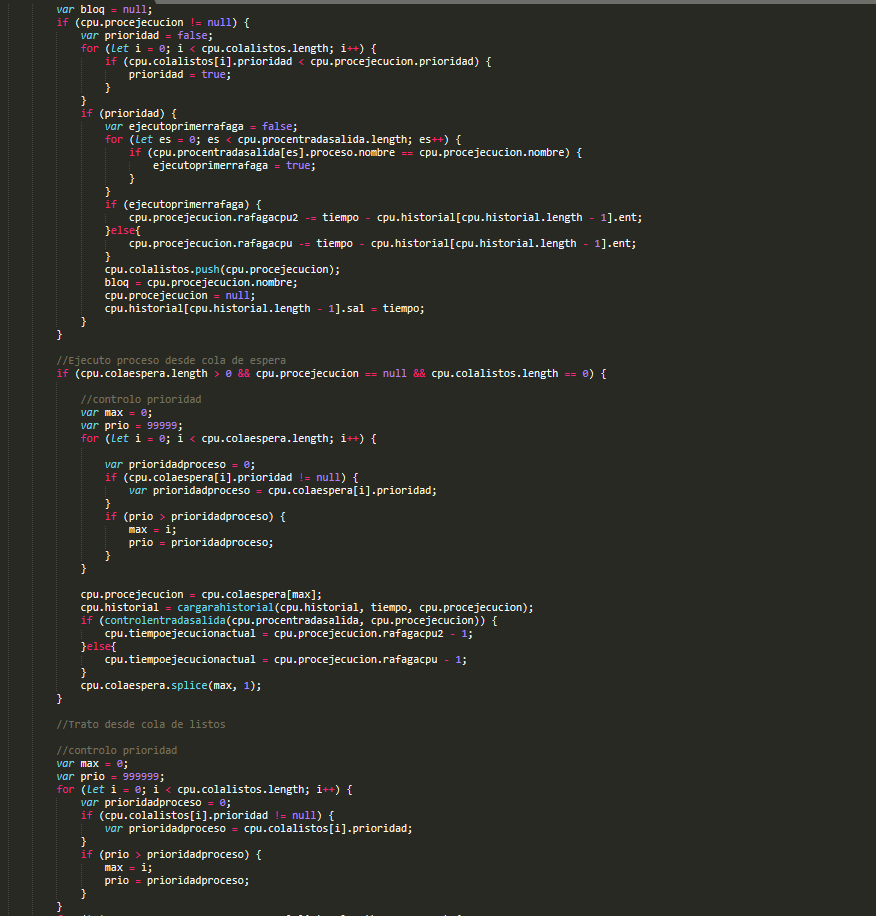 var bloq = null;
if (cpu.procejecucion != null) {
var prioridad = false;
for (let i = 0; i < cpu.colalistos.length; i++) {
if (cpu.colalistos[i].prioridad < cpu.procejecucion.prioridad) {
prioridad = true;
}
}
if (prioridad) {
var ejecutoprimerrafaga = false;
for (let es = 0; es < cpu.procentradasalida.length; es++) {
if (cpu.procentradasalida[es].proceso.nombre == cpu.procejecucion.nombre) {
ejecutoprimerrafaga = true;
}
}
if (ejecutoprimerrafaga) {
cpu.procejecucion.rafagacpu2 -= tiempo - cpu.historial[cpu.historial.length - 1].ent;
}else{
cpu.procejecucion.rafagacpu -= tiempo - cpu.historial[cpu.historial.length - 1].ent;
}
cpu.colalistos.push(cpu.procejecucion);
bloq = cpu.procejecucion.nombre;
cpu.procejecucion = null;
cpu.historial[cpu.historial.length - 1].sal = tiempo;
}
}
//Ejecuto proceso desde cola de espera
if (cpu.colaespera.length > 0 && cpu.procejecucion == null && cpu.colalistos.length == 0) {
//controlo prioridad
var max = 0;
var prio = 99999;
for (let i = 0; i < cpu.colaespera.length; i++) {
var prioridadproceso = 0;
if (cpu.colaespera[i].prioridad != null) {
var prioridadproceso = cpu.colaespera[i].prioridad;
}
if (prio > prioridadproceso) {
max = i;
prio = prioridadproceso;
}
}
cpu.procejecucion = cpu.colaespera[max];
cpu.historial = cargarahistorial(cpu.historial, tiempo, cpu.procejecucion);
if (controlentradasalida(cpu.procentradasalida, cpu.procejecucion)) {
cpu.tiempoejecucionactual = cpu.procejecucion.rafagacpu2 - 1;
}else{
cpu.tiempoejecucionactual = cpu.procejecucion.rafagacpu - 1;
}
cpu.colaespera.splice(max, 1);
}
//Trato desde cola de listos
//controlo prioridad
var max = 0;
var prio = 999999;
for (let i = 0; i < cpu.colalistos.length; i++) {
var prioridadproceso = 0;
if (cpu.colalistos[i].prioridad != null) {
var prioridadproceso = cpu.colalistos[i].prioridad;
}
if (prio > prioridadproceso) {
max = i;
prio = prioridadproceso;
}
}